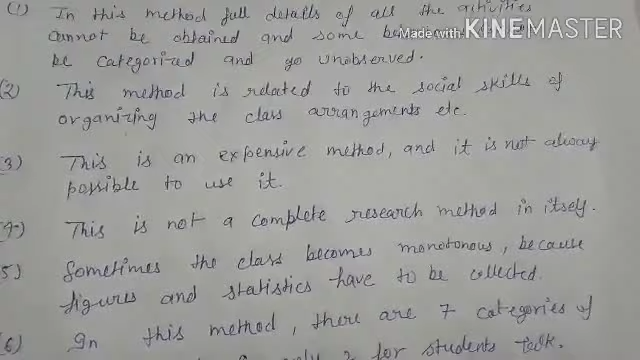 (1) In this method full details of all the activities
cannot be obtained and some
Made with KINEMASTER
be categorized and go unobserved.
(2) This method is related to the social skills of
organizing the class arrangements etc.
(3) This is an expensive method, and it is not always
possible to use it.
(4) This is not a complete research method in itself.
5) Sometimes the class becomes monotonous, because
figures and statistics have to be collected.
(6) In this method, there are 7 categories of
2 for students talk.